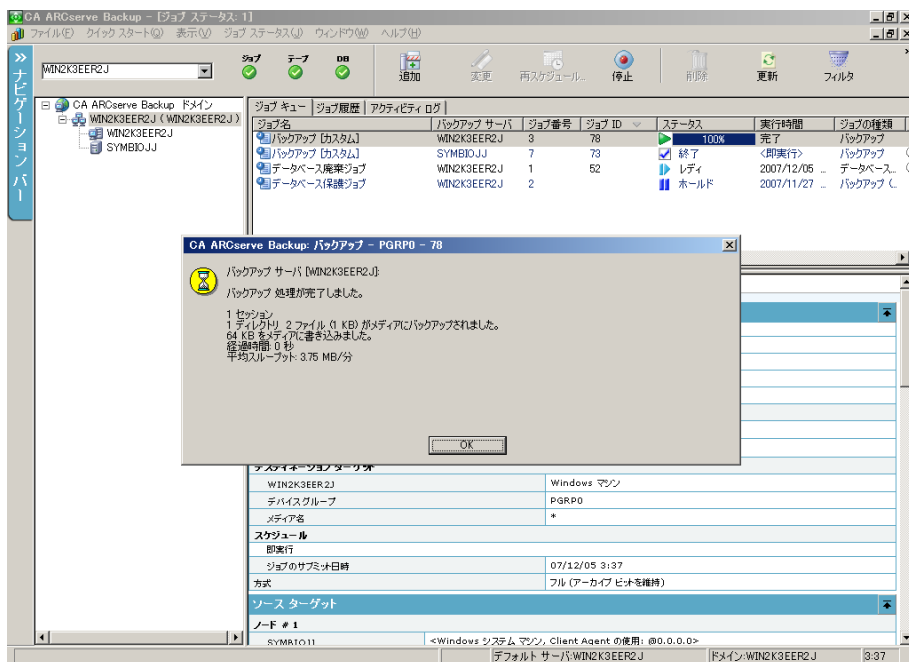 CA ARCserve Backup - [ジョブ ステータス: 1]
ファイル(F) クイック スタート(Q) 表示(V) ジョブ ステータス(J) ウィンドウ(W) ヘルプ(H)
ナビゲーション バー
WIN2K3EER2J
ジョブ テープ DB
追加 変更 再スケジュール... 停止 削除 更新 フィルタ
CA ARCserve Backup ドメイン
WIN2K3EER2J ( WIN2K3EER2J )
WIN2K3EER2J
SYMBIOJJ
ジョブ キュー ジョブ履歴 アクティビティ ログ
ジョブ名 バックアップ サーバ ジョブ番号 ジョブ ID ステータス 実行時間 ジョブの種類
バックアップ [カスタム] WIN2K3EER2J 3 78 100% 完了 バックアップ
バックアップ [カスタム] SYMBIOJJ 7 73 終了 <即実行> バックアップ
データベース廃棄ジョブ WIN2K3EER2J 1 52 レディ 2007/12/05 ... データベース...
データベース保護ジョブ WIN2K3EER2J 2 ホールド 2007/11/27 ... バックアップ (...
CA ARCserve Backup: バックアップ - PGRP0 - 78
バックアップ サーバ [WIN2K3EER2J]:
バックアップ 処理が完了しました。
1 セッション
1 ディレクトリ 2 ファイル (1 KB) がメディアにバックアップされました。
64 KB をメディアに書き込みました。
経過時間: 0 秒
平均スループット: 3.75 MB/分
OK
デスティネーション ターゲット
WIN2K3EER2J Windows マシン
デバイスグループ PGRP0
メディア名 *
スケジュール
即実行
ジョブのサブミット日時 07/12/05 3:37
方式 フル (アーカイブ ビットを維持)
ソース ターゲット
ノード # 1
SYMBIOJJ <Windows システム マシン, Client Agent の使用: @0.0.0.0>
デフォルト サーバ:WIN2K3EER2J ドメイン:WIN2K3EER2J 3:37